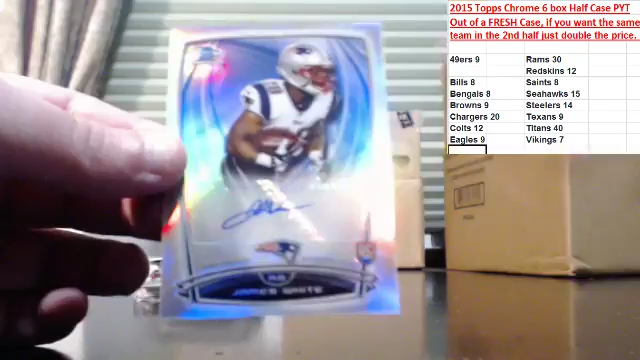 2015 Topps Chrome 6 box Half Case PYT
Out of a FRESH Case, if you want the same
team in the 2nd half just double the price.
49ers 9 Rams 30
Redskins 12
Bills 8 Saints 8
Bengals 8 Seahawks 15
Browns 9 Steelers 14
Chargers 20 Texans 9
Colts 12 Titans 40
Eagles 9 Vikings 7
RB
JAMES WHITE